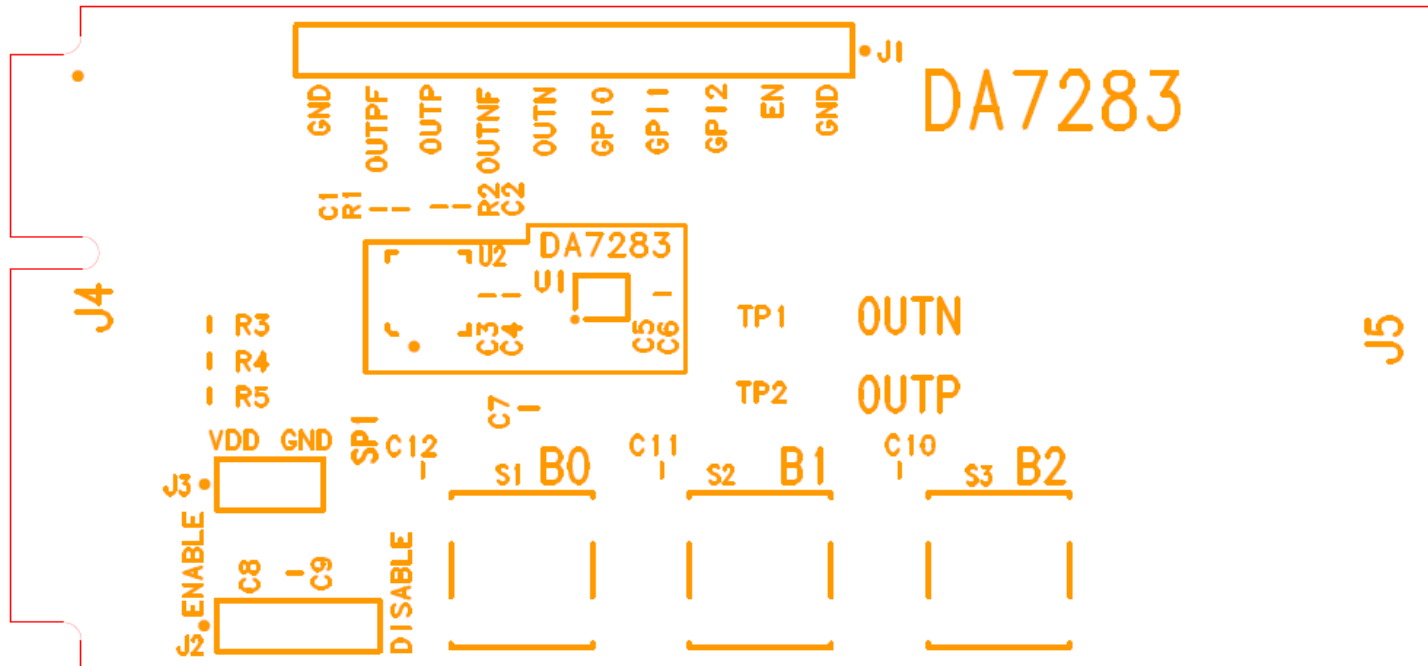 J1
DA7283
GND
OUTPF
OUTP
OUTNF
OUTN
GPI0
GPI1
GPI2
EN
GND
C1
R1
R2
C2
DA7283
U2
U1
J4
C3
C4
C5
C6
TP1 OUTN
J5
R3
R4
R5
TP2 OUTP
C7
VDD GND
SP1
C12
C11
C10
S1 B0
S2 B1
S3 B2
J3
ENABLE
C8
C9
DISABLE
J2